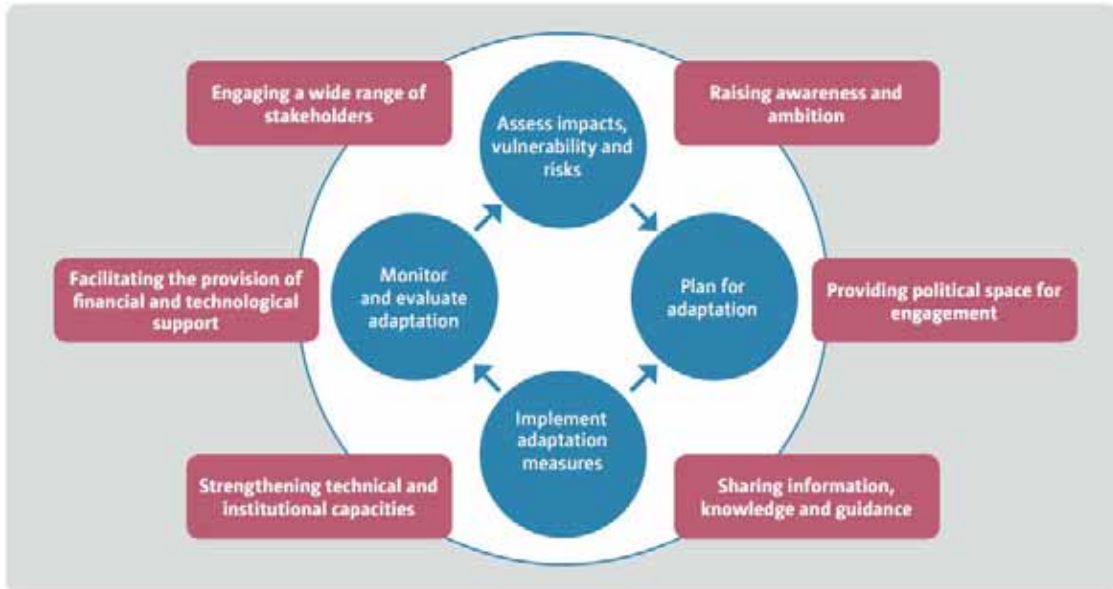 Engaging a wide range of
stakeholders
Raising awareness and
ambition
Assess impacts,
vulnerability and
risks
Facilitating the provision of
financial and technological
support
Monitor
and evaluate
adaptation
Plan for
adaptation
Providing political space for
engagement
Implement
adaptation
measures
Strengthening technical and
institutional capacities
Sharing information,
knowledge and guidance